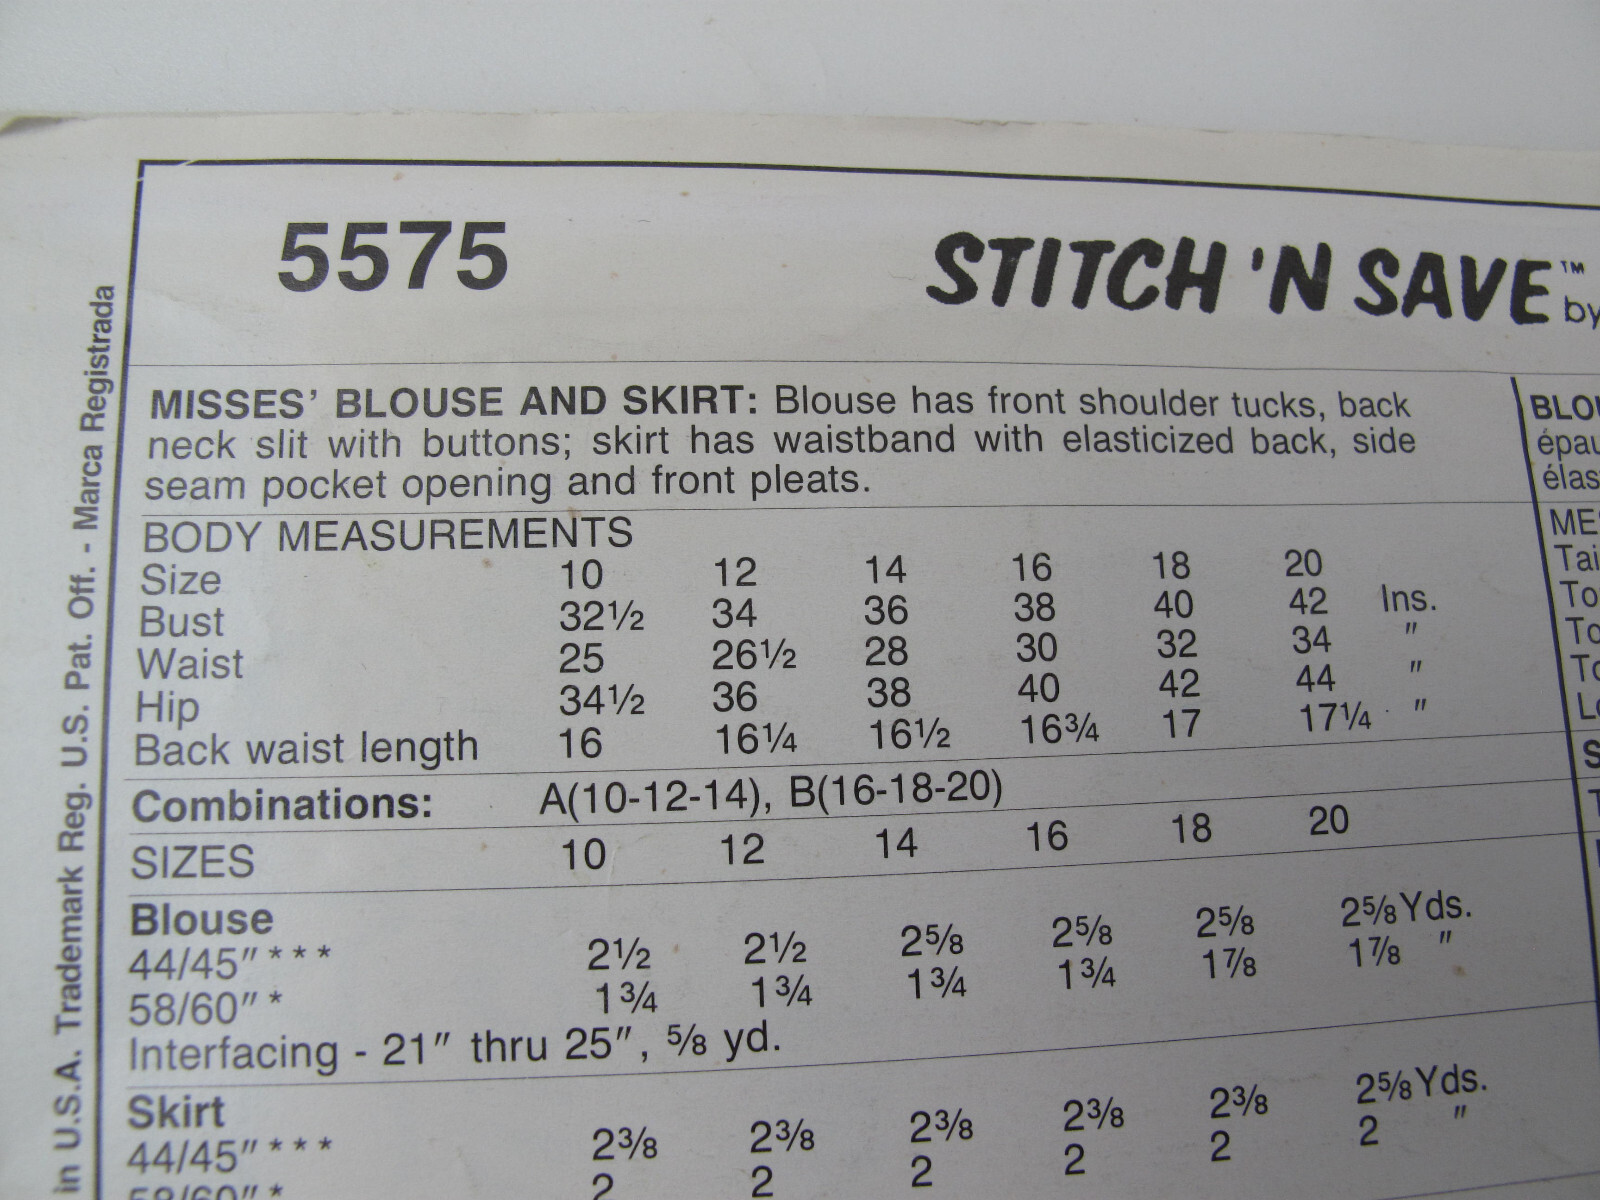 5575
STITCH 'N SAVE™
by
MISSES' BLOUSE AND SKIRT: Blouse has front shoulder tucks, back
neck slit with buttons; skirt has waistband with elasticized back, side
seam pocket opening and front pleats.
BODY MEASUREMENTS
Size 10 12 14 16 18 20
Bust 32½ 34 36 38 40 42 Ins.
Waist 25 26½ 28 30 32 34 "
Hip 34½ 36 38 40 42 44 "
Back waist length 16 16¼ 16½ 16¾ 17 17¼ "
Combinations: A(10-12-14), B(16-18-20)
SIZES 10 12 14 16 18 20
Blouse
44/45"*** 2½ 2½ 2⅝ 2⅝ 2⅝ 2⅝ Yds.
58/60"* 1¾ 1¾ 1¾ 1¾ 1⅞ 1⅞ "
Interfacing - 21" thru 25", ⅝ yd.
Skirt
44/45"*** 2⅜ 2⅜ 2⅜ 2⅜ 2⅜ 2⅝ Yds.
58/60"* 2 2 2 2 2 2 "
in U.S.A. Trademark Reg. U.S. Pat. Off. - Marca Registrada